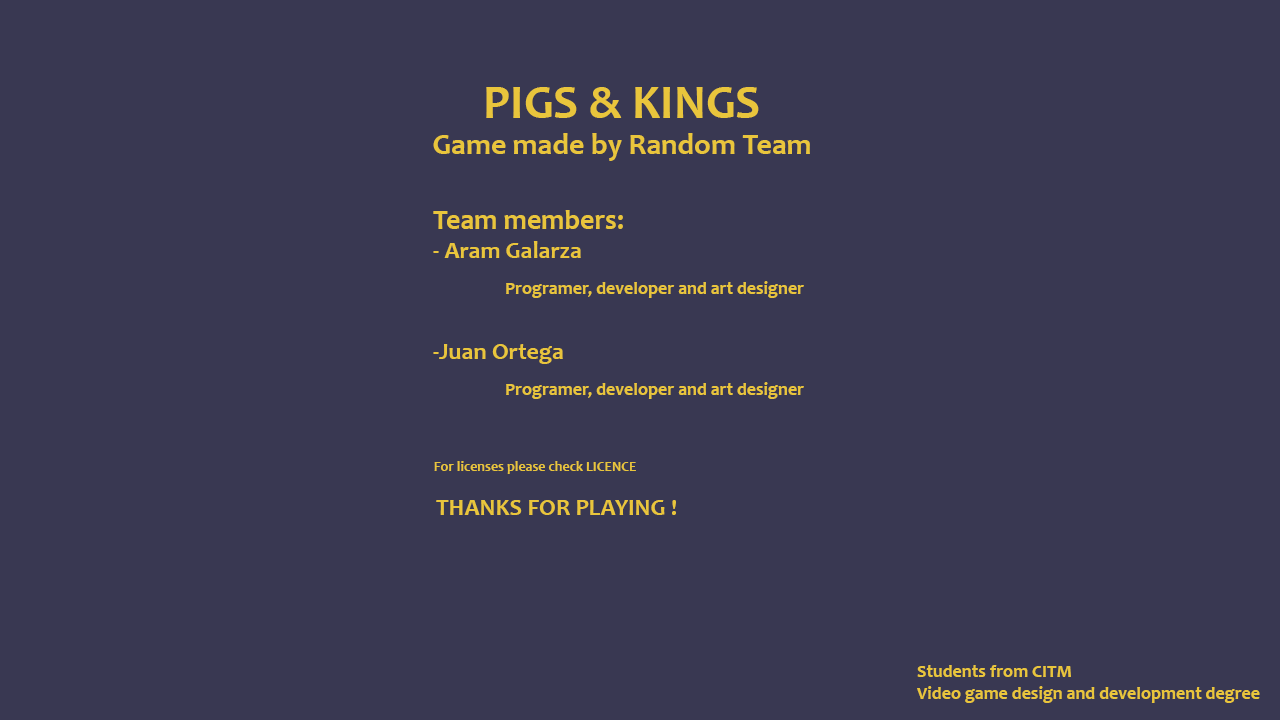 PIGS & KINGS
Game made by Random Team
Team members:
- Aram Galarza
Programer, developer and art designer
-Juan Ortega
Programer, developer and art designer
For licenses please check LICENCE
THANKS FOR PLAYING !
Students from CITM
Video game design and development degree